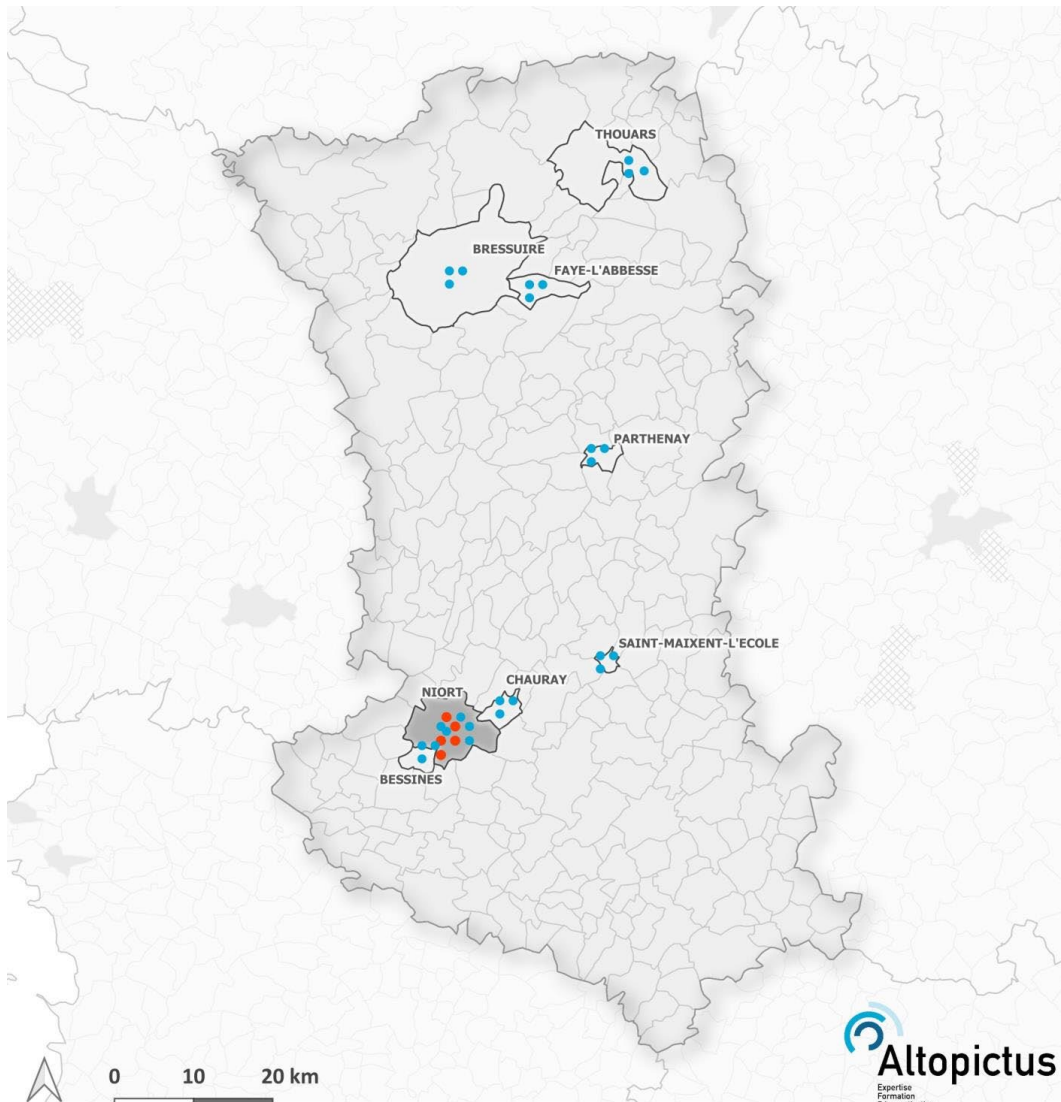 THOUARS
BRESSUIRE
FAYE-L'ABBESSE
PARTHENAY
SAINT-MAIXENT-L'ECOLE
CHAURAY
NIORT
BESSINES
0 10 20 km
Altopictus
Expertise
Formation